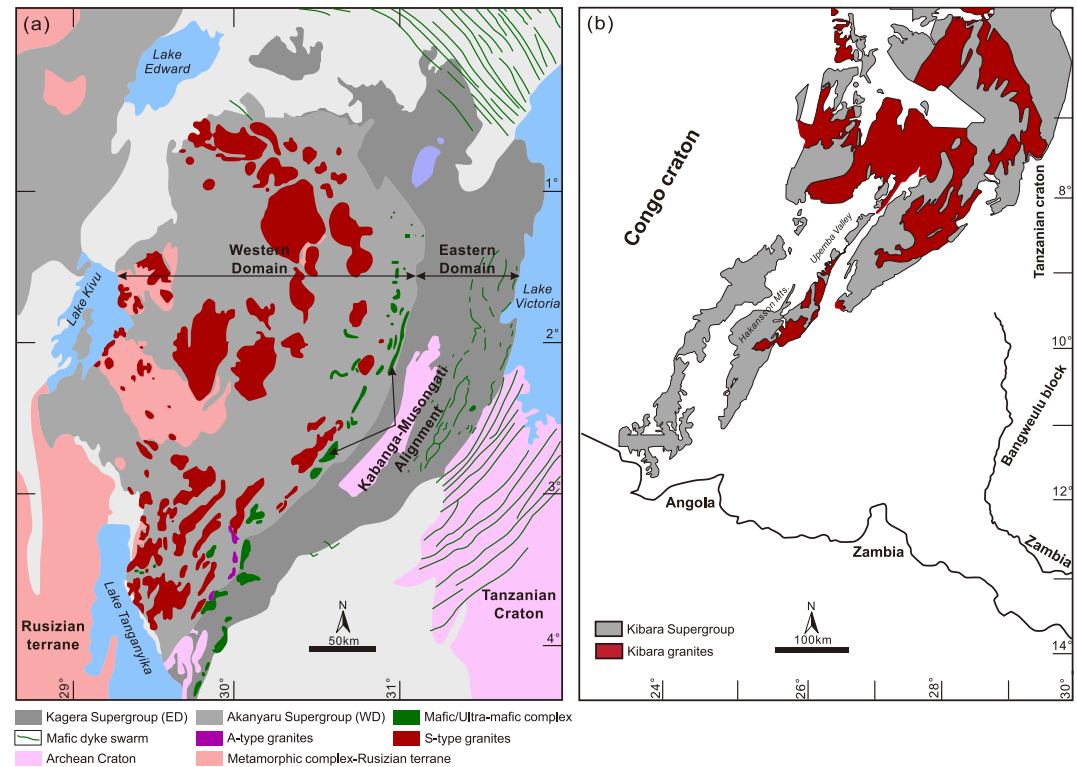 (a)
Lake
Edward
1°
Western
Domain
Eastern
Domain
Lake Kivu
Lake
Victoria
2°
Kabanga-Musongati
Alignment
3°
Lake Tanganyika
Rusizian
terrane
N
50km
Tanzanian
Craton
4°
29°
30°
31°
Kagera Supergroup (ED)
Akanyaru Supergroup (WD)
Mafic/Ultra-mafic complex
Mafic dyke swarm
A-type granites
S-type granites
Archean Craton
Metamorphic complex-Rusizian terrane
(b)
Congo craton
Tanzanian craton
8°
Upemba Valley
Hakansson Mts.
10°
Bangweulu block
Angola
12°
Zambia
Zambia
Kibara Supergroup
Kibara granites
N
100km
14°
24°
26°
28°
30°